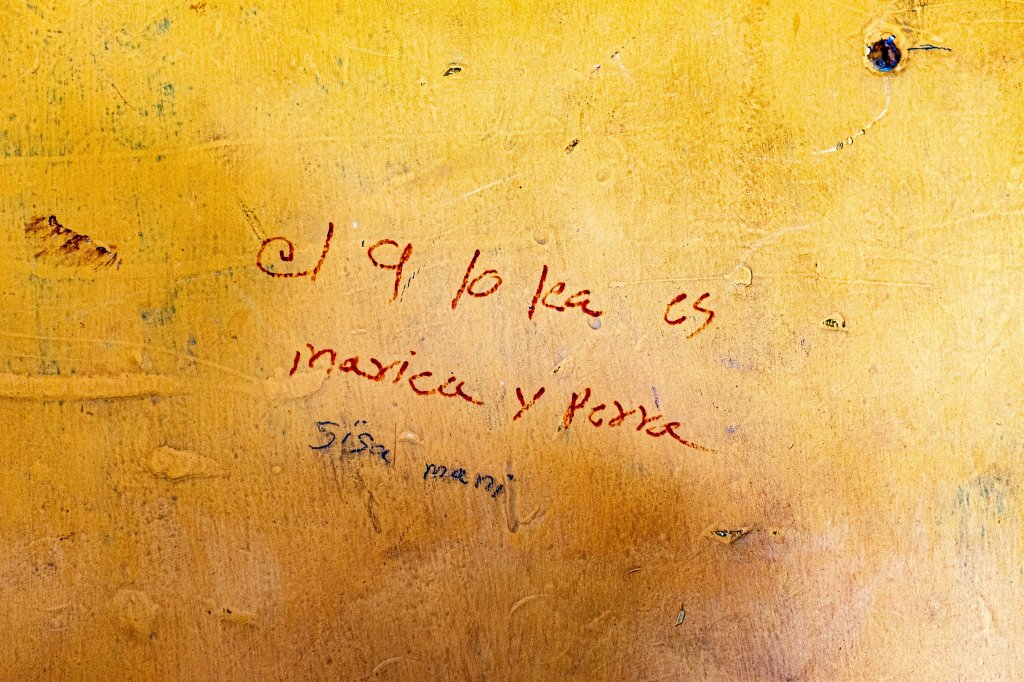 el q lo lea es
marica y perra
sisa mani